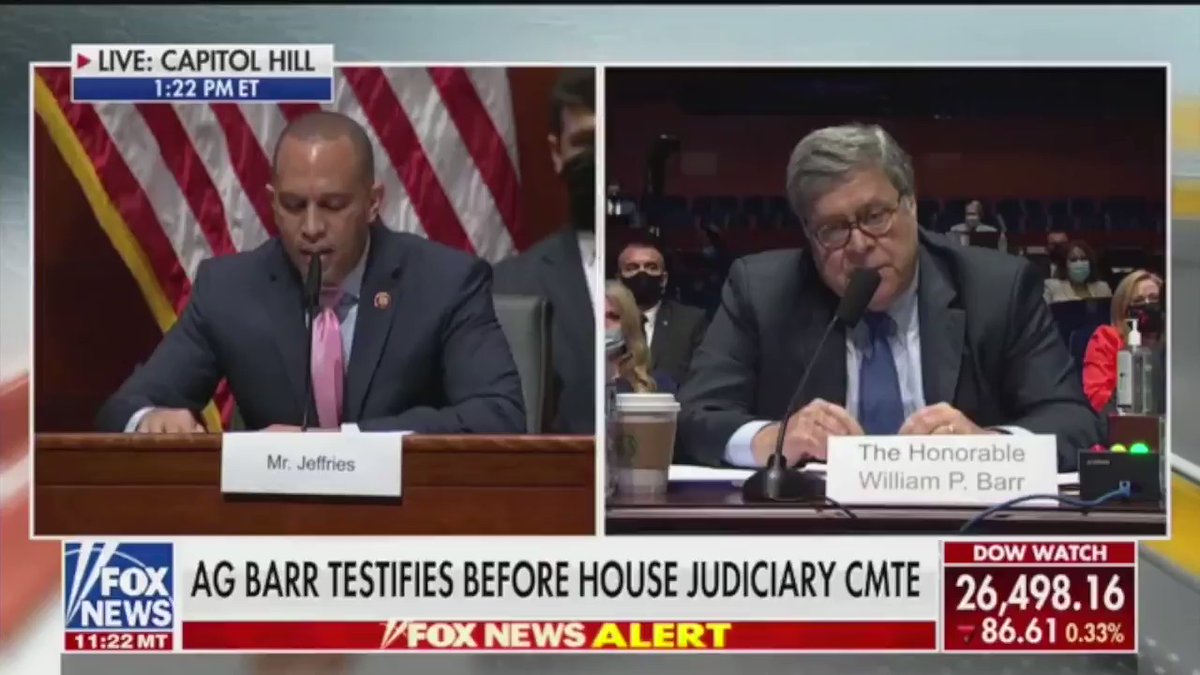 LIVE: CAPITOL HILL
1:22 PM ET
Mr. Jeffries
The Honorable
William P. Barr
FOX
NEWS
11:22 MT
AG BARR TESTIFIES BEFORE HOUSE JUDICIARY CMTE
FOX NEWS ALERT
DOW WATCH
26,498.16
86.61 0.33%